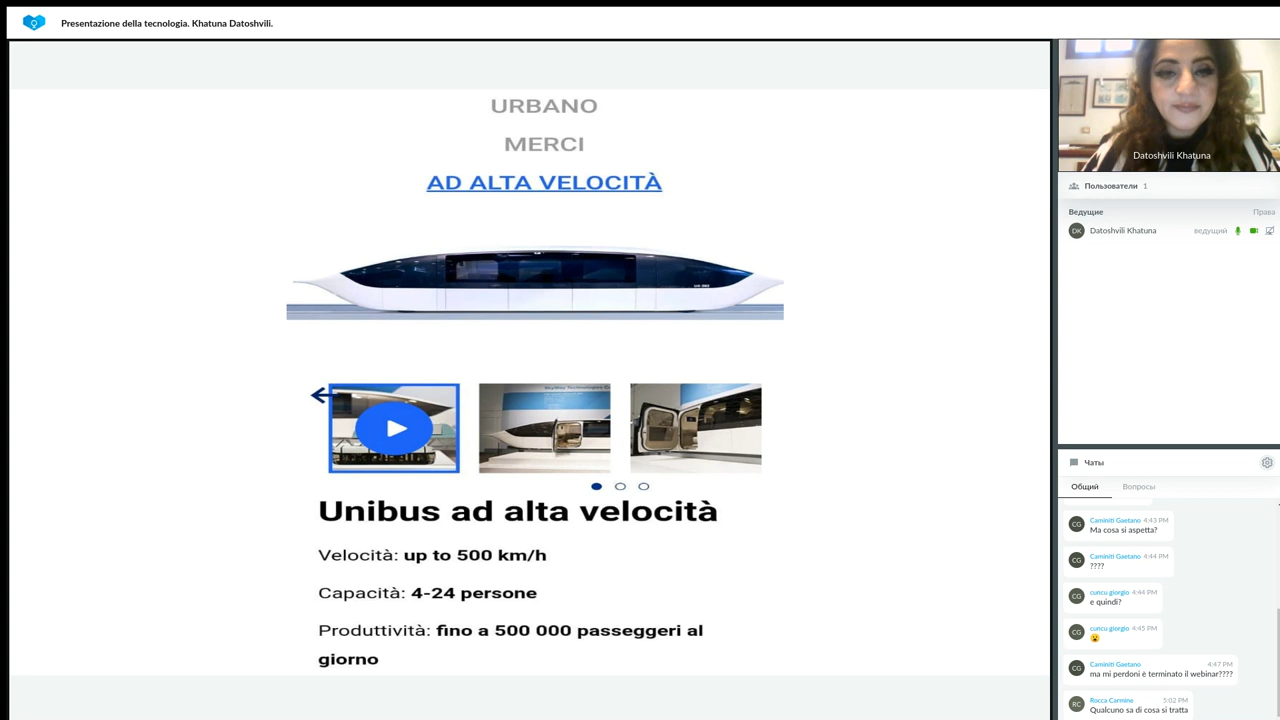 Presentazione della tecnologia. Khatuna Datoshvili.
URBANO
MERCI
AD ALTA VELOCITÀ
Unibus ad alta velocità
Velocità: up to 500 km/h
Capacità: 4-24 persone
Produttività: fino a 500 000 passeggeri al
giorno
Datoshvili Khatuna
Пользователи 1
Ведущие Права
DK Datoshvili Khatuna ведущий
Чаты
Общий Вопросы
CG Caminiti Gaetano 4:43 PM
Ma cosa si aspetta?
CG Caminiti Gaetano 4:44 PM
????
CG cuncu giorgio 4:44 PM
e quindi?
CG cuncu giorgio 4:45 PM
😮
CG Caminiti Gaetano 4:47 PM
ma mi perdoni è terminato il webinar????
RC Rocca Carmine 5:02 PM
Qualcuno sa di cosa si tratta